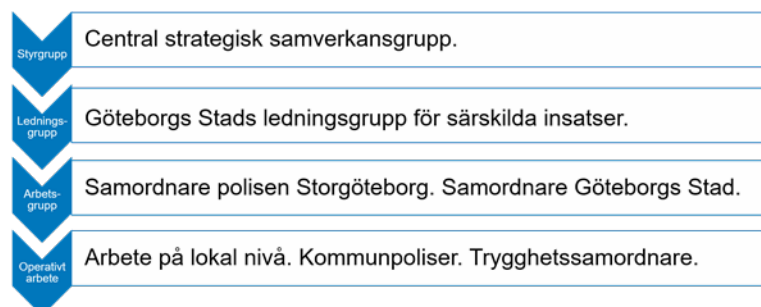 Styrgrupp
Central strategisk samverkansgrupp.
Lednings-
grupp
Göteborgs Stads ledningsgrupp för särskilda insatser.
Arbets-
grupp
Samordnare polisen Storgöteborg. Samordnare Göteborgs Stad.
Operativt
arbete
Arbete på lokal nivå. Kommunpoliser. Trygghetssamordnare.